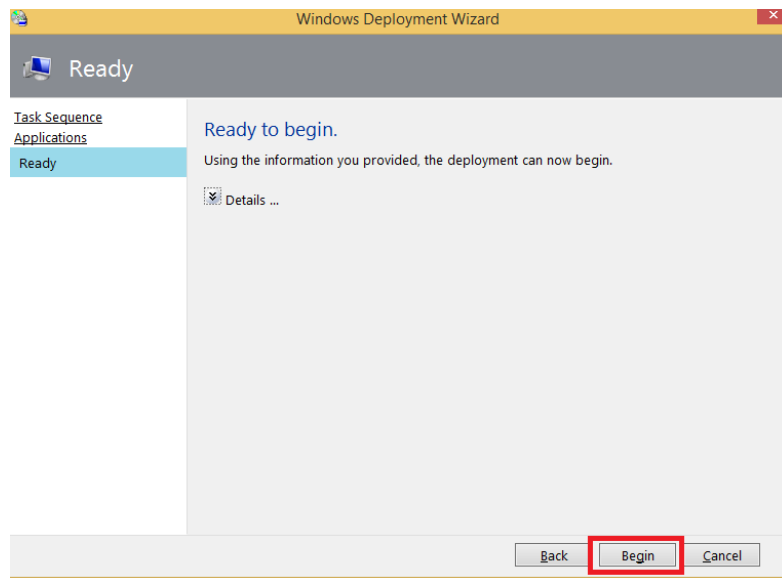 Windows Deployment Wizard
Ready
Task Sequence
Applications
Ready
Ready to begin.
Using the information you provided, the deployment can now begin.
Details ...
Back
Begin
Cancel